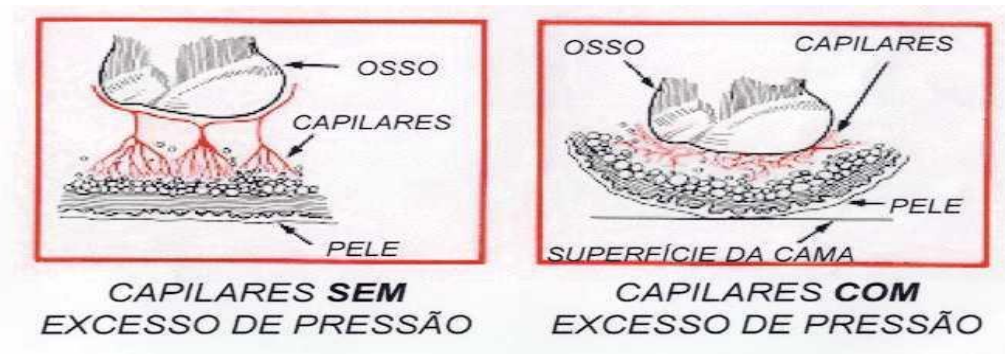 OSSO
CAPILARES
PELE
CAPILARES SEM
EXCESSO DE PRESSÃO
OSSO
CAPILARES
PELE
SUPERFÍCIE DA CAMA
CAPILARES COM
EXCESSO DE PRESSÃO